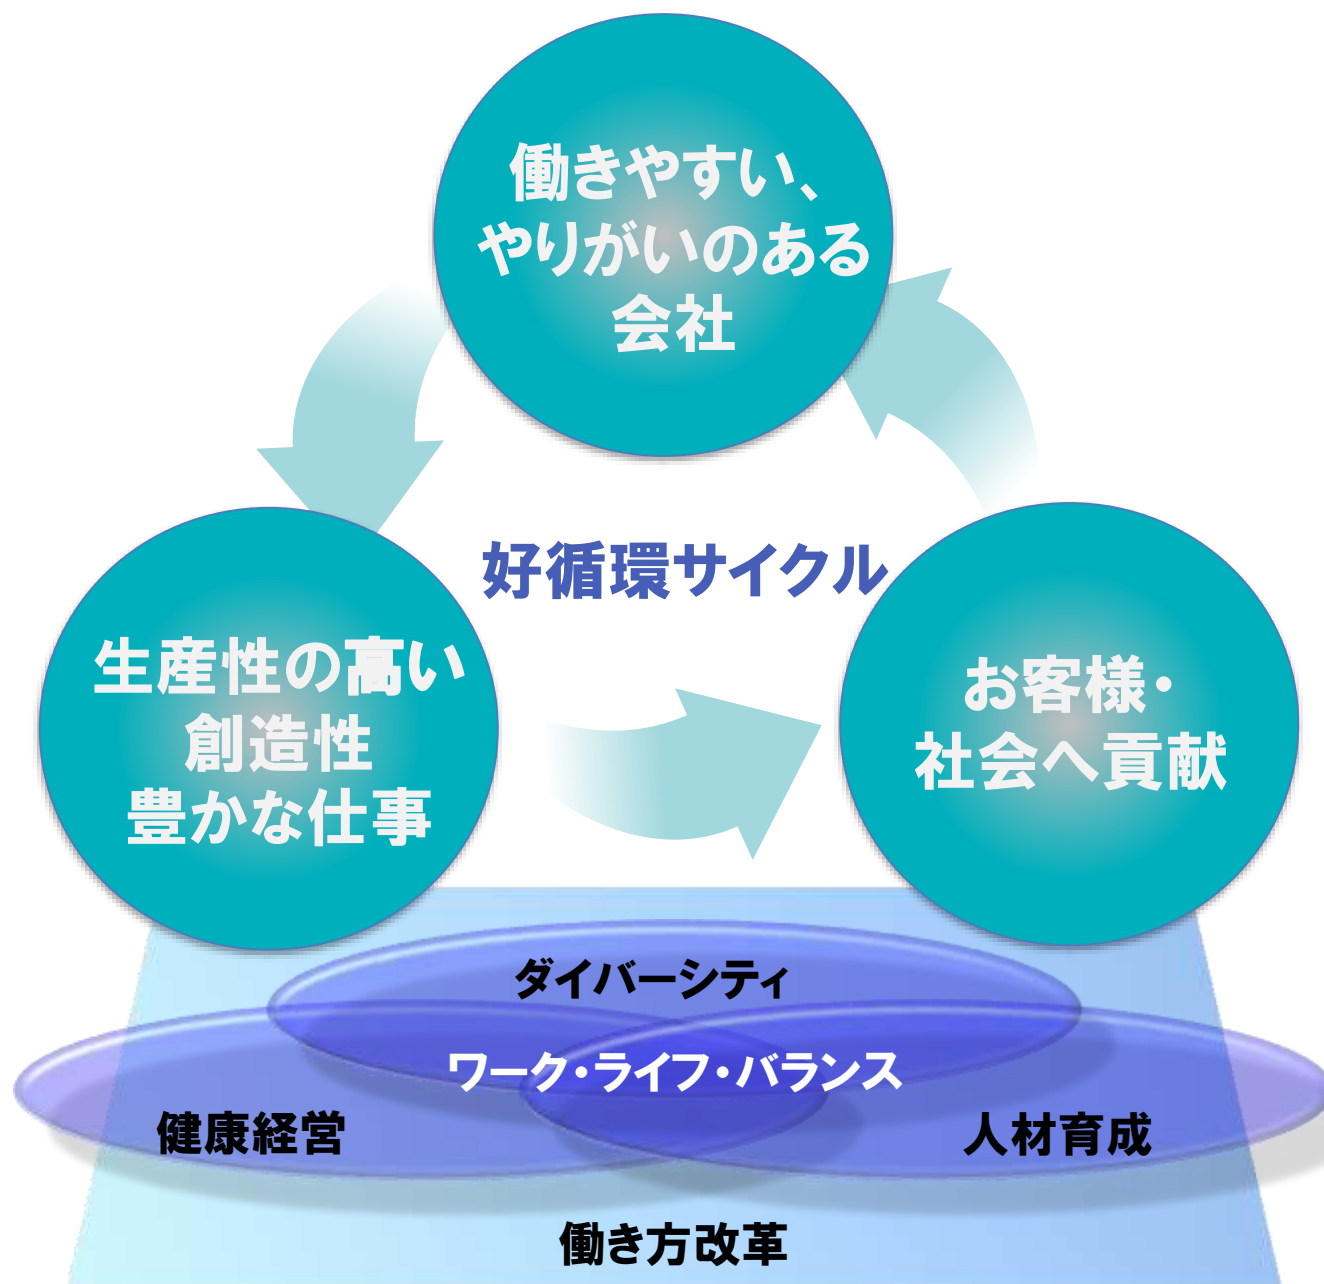 働きやすい、
やりがいのある
会社
好循環サイクル
生産性の高い
創造性
豊かな仕事
お客様・
社会へ貢献
ダイバーシティ
ワーク・ライフ・バランス
健康経営
人材育成
働き方改革